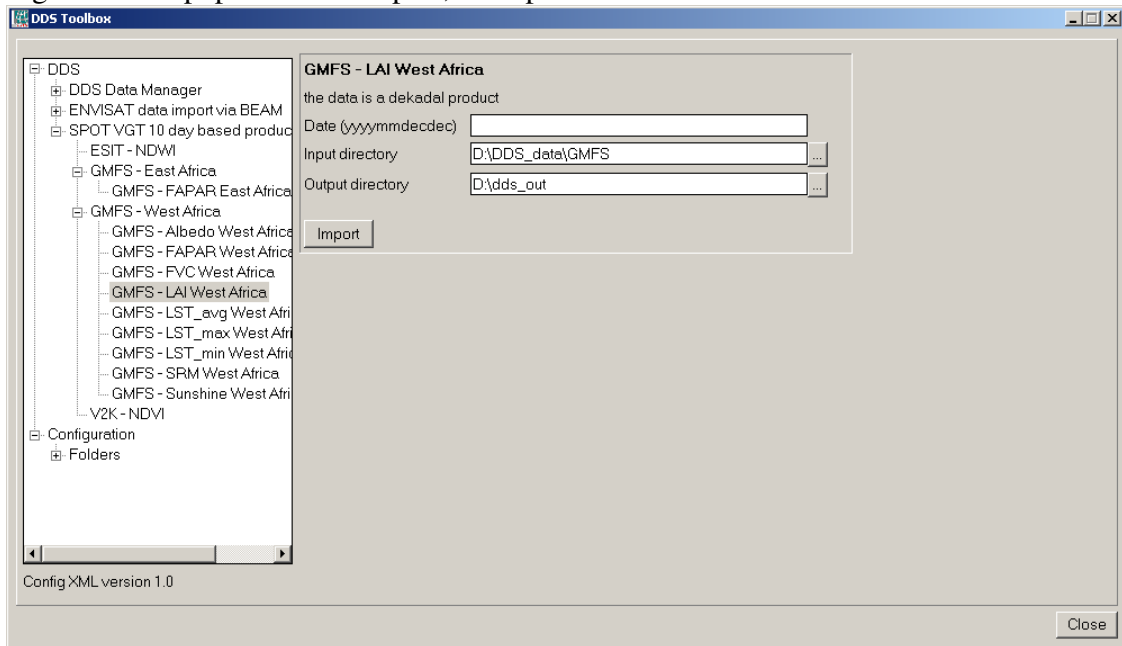 DDS Toolbox
DDS
DDS Data Manager
ENVISAT data import via BEAM
SPOT VGT 10 day based produc
ESIT - NDWI
GMFS - East Africa
GMFS - FAPAR East Africa
GMFS - West Africa
GMFS - Albedo West Africa
GMFS - FAPAR West Africa
GMFS - FVC West Africa
GMFS - LAI West Africa
GMFS - LST_avg West Afri
GMFS - LST_max West Afri
GMFS - LST_min West Afric
GMFS - SRM West Africa
GMFS - Sunshine West Afri
V2K - NDVI
Configuration
Folders
Config XML version 1.0
GMFS - LAI West Africa
the data is a dekadal product
Date (yyyymmdecdec)
Input directory D:\DDS_data\GMFS ...
Output directory D:\dds_out ...
Import
Close